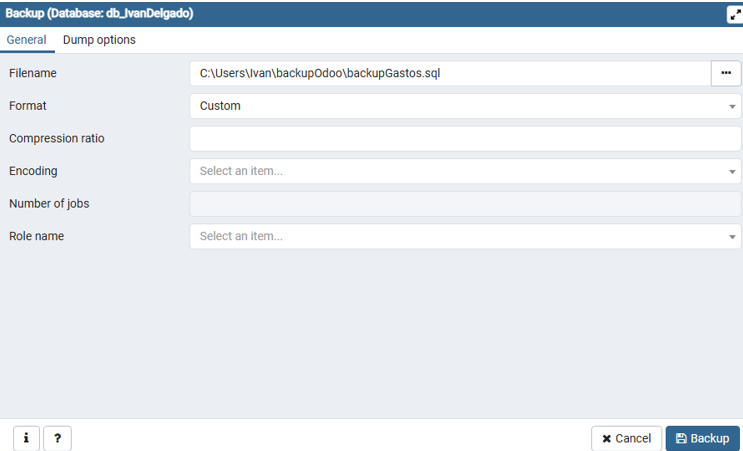 Backup (Database: db_IvanDelgado)
General Dump options
Filename C:\Users\Ivan\backupOdoo\backupGastos.sql
Format Custom
Compression ratio
Encoding Select an item...
Number of jobs
Role name Select an item...
i ? Cancel Backup